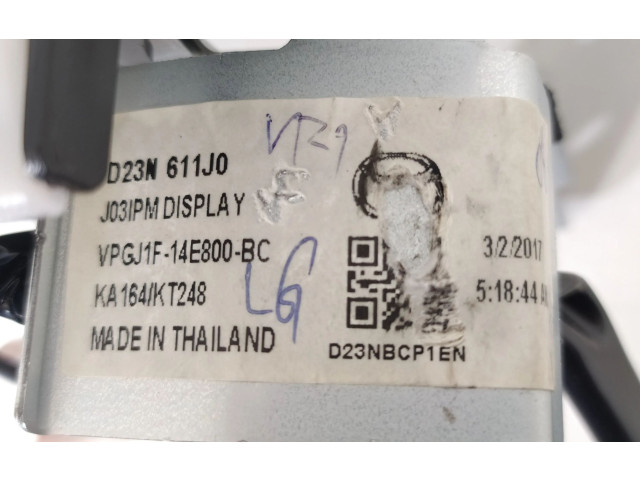 D23N 611J0
J03IPM DISPLAY
VPGJ1F-14E800-BC
KA164/KT248
MADE IN THAILAND
LG
3/2/2017
5:18:44
D23NBCP1EN